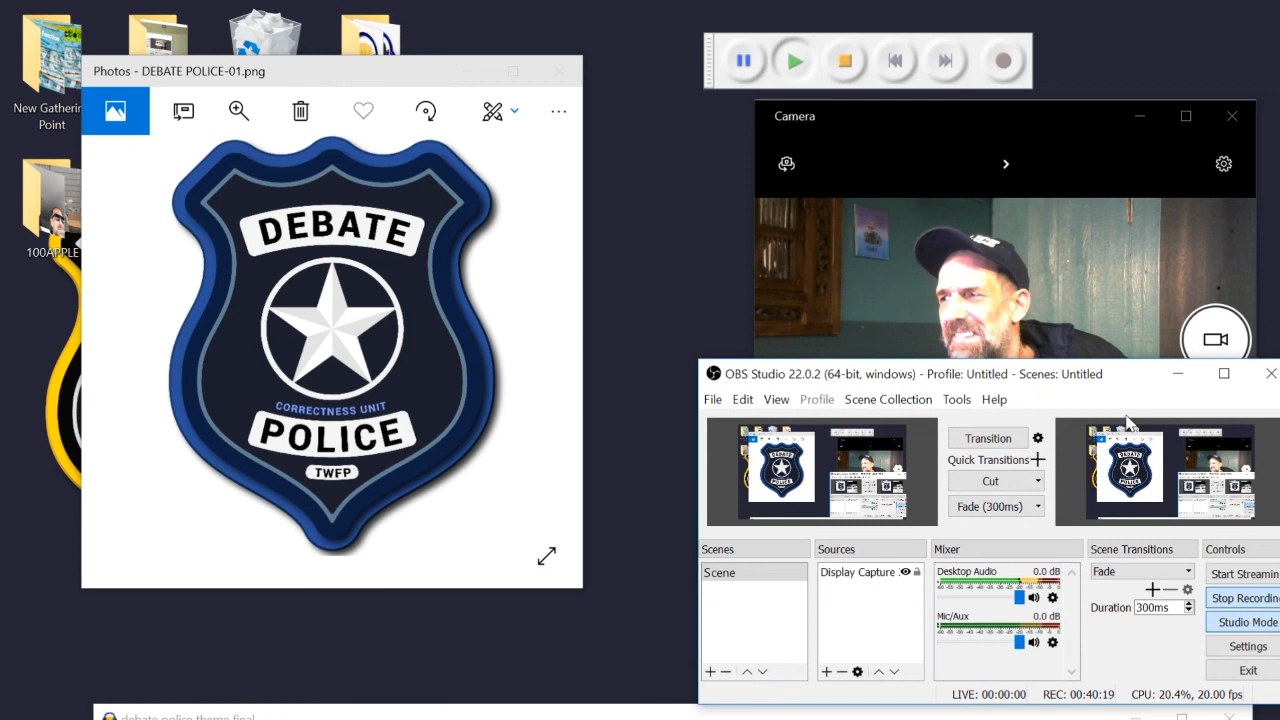 New Gatherin
Point
100APPLE
Photos - DEBATE POLICE-01.png
DEBATE
CORRECTNESS UNIT
POLICE
TWFP
Camera
OBS Studio 22.0.2 (64-bit, windows) - Profile: Untitled - Scenes: Untitled
File Edit View Profile Scene Collection Tools Help
Transition
Quick Transitions
Cut
Fade (300ms)
Scenes Sources Mixer Scene Transitions Controls
Scene
Display Capture
Desktop Audio 0.0 dB
Mic/Aux 0.0 dB
Fade
Duration 300ms
Start Streamin
Stop Recordin
Studio Mode
Settings
Exit
LIVE: 00:00:00 REC: 00:40:19 CPU: 20.4%, 20.00 fps
debate police theme final